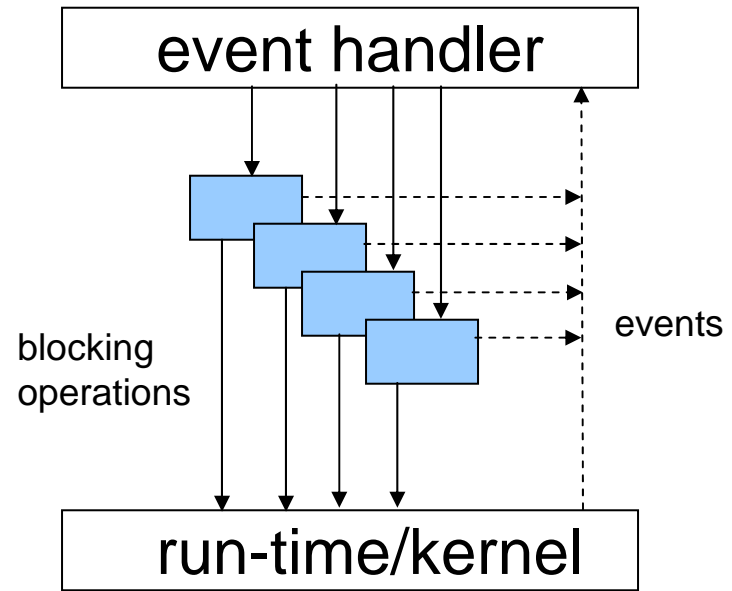 event handler
blocking
operations
events
run-time/kernel